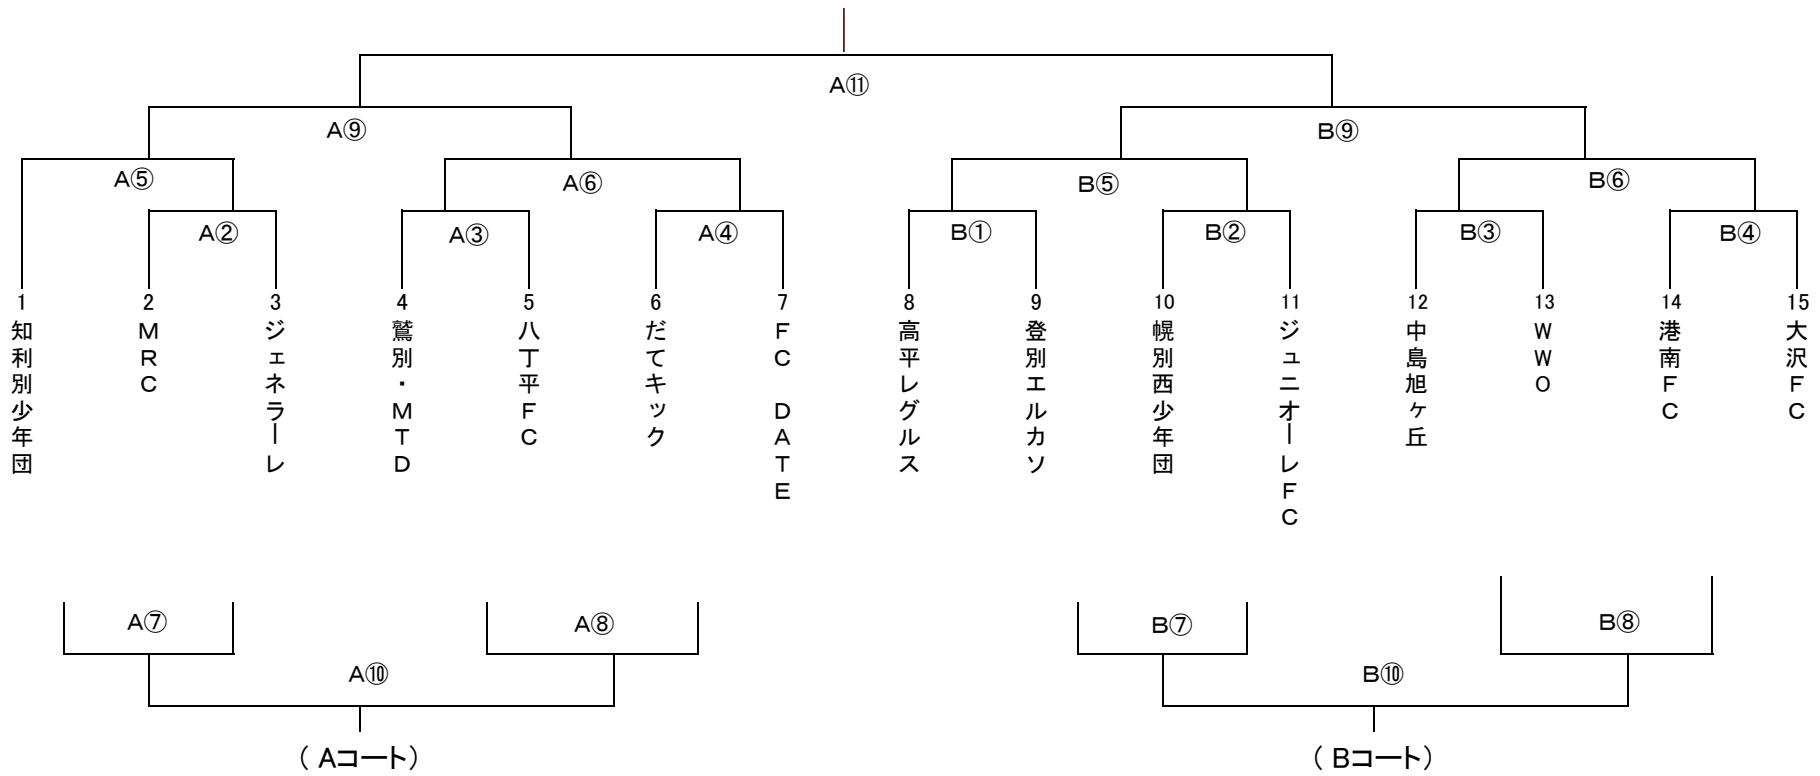 A⑪
A⑨
B⑨
A⑤
A⑥
B⑤
B⑥
A②
A③
A④
B①
B②
B③
B④
1 知利別少年団
2 MRC
3 ジェネラーレ
4 鷲別・MTD
5 八丁平FC
6 だてキック
7 FC DATE
8 高平レグルス
9 登別エルカソ
10 幌別西少年団
11 ジュニオーレFC
12 中島旭ヶ丘
13 WWO
14 港南FC
15 大沢FC
A⑦
A⑧
B⑦
B⑧
A⑩
B⑩
（Aコート）
（Bコート）